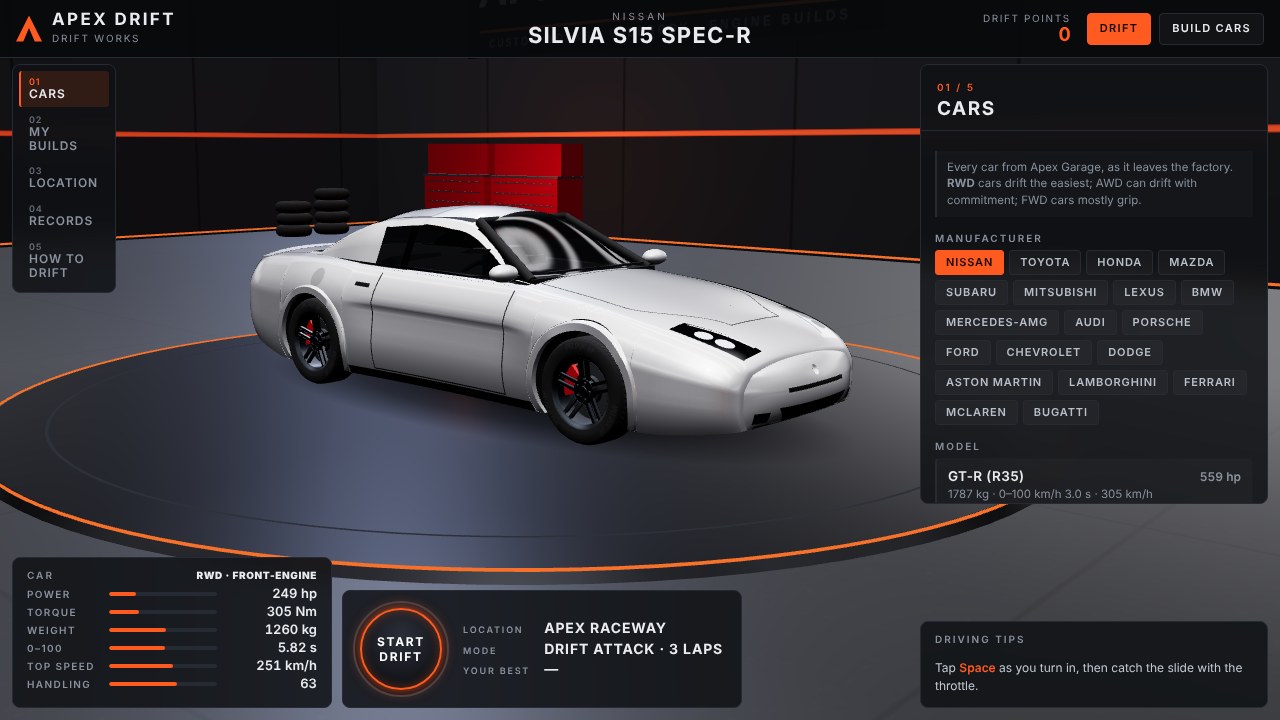 APEX DRIFT
DRIFT WORKS
NISSAN
SILVIA S15 SPEC-R
ENGINE BUILDS
DRIFT POINTS
0
DRIFT
BUILD CARS
01
CARS
02
MY
BUILDS
03
LOCATION
04
RECORDS
05
HOW TO
DRIFT
01 / 5
CARS
Every car from Apex Garage, as it leaves the factory.
RWD cars drift the easiest; AWD can drift with
commitment; FWD cars mostly grip.
MANUFACTURER
NISSAN TOYOTA HONDA MAZDA
SUBARU MITSUBISHI LEXUS BMW
MERCEDES-AMG AUDI PORSCHE
FORD CHEVROLET DODGE
ASTON MARTIN LAMBORGHINI FERRARI
MCLAREN BUGATTI
MODEL
GT-R (R35) 559 hp
1787 kg · 0–100 km/h 3.0 s · 305 km/h
CAR RWD · FRONT-ENGINE
POWER 249 hp
TORQUE 305 Nm
WEIGHT 1260 kg
0–100 5.82 s
TOP SPEED 251 km/h
HANDLING 63
START
DRIFT
LOCATION APEX RACEWAY
MODE DRIFT ATTACK · 3 LAPS
YOUR BEST —
DRIVING TIPS
Tap Space as you turn in, then catch the slide with the
throttle.